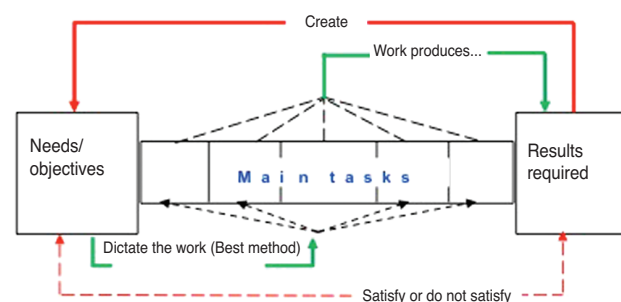 Create
Work produces...
Needs/
objectives
Main tasks
Results
required
Dictate the work (Best method)
Satisfy or do not satisfy